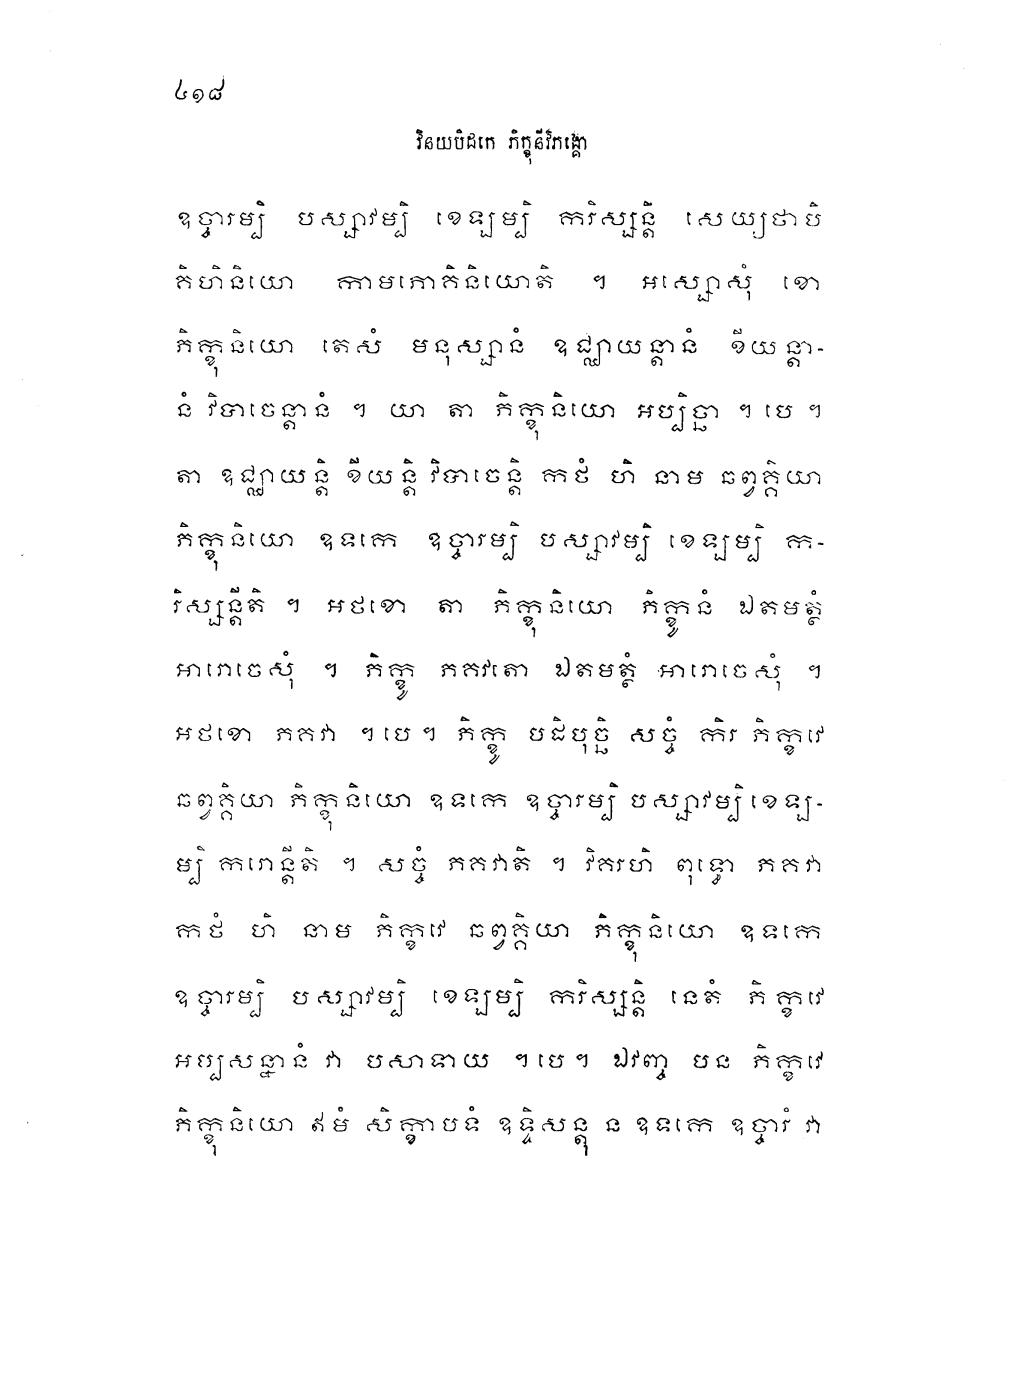 ៤១៨
វិនយបិដកេ ភិក្ខុនីវិភង្គោ
ឧច្ចារម្បិ បស្សាវម្បិ ខេឡម្បិ ករិស្សន្តិ សេយ្យថាបិ
គិហិនិយោ កាមភោគិនិយោតិ ។ អស្សោសុំ ខោ
ភិក្ខុនិយោ តេសំ មនុស្សានំ ឧជ្ឈាយន្តានំ ខីយន្តា-
នំ វិបាចេន្តានំ ។ យា តា ភិក្ខុនិយោ អប្បិច្ឆា ។ បេ ។
តា ឧជ្ឈាយន្តិ ខីយន្តិ វិបាចេន្តិ កថំ ហិ នាម ឆព្វគ្គិយា
ភិក្ខុនិយោ ឧទកេ ឧច្ចារម្បិ បស្សាវម្បិ ខេឡម្បិ ក-
រិស្សន្តីតិ ។ អថខោ តា ភិក្ខុនិយោ ភិក្ខូនំ ឯតមត្ថំ
អារោចេសុំ ។ ភិក្ខូ ភគវតោ ឯតមត្ថំ អារោចេសុំ ។
អថខោ ភគវា ។ បេ ។ ភិក្ខូ បដិបុច្ឆិ សច្ចំ កិរ ភិក្ខវេ
ឆព្វគ្គិយា ភិក្ខុនិយោ ឧទកេ ឧច្ចារម្បិ បស្សាវម្បិ ខេឡ-
ម្បិ ករោន្តីតិ ។ សច្ចំ ភគវាតិ ។ វិគរហិ ពុទ្ធោ ភគវា
កថំ ហិ នាម ភិក្ខវេ ឆព្វគ្គិយា ភិក្ខុនិយោ ឧទកេ
ឧច្ចារម្បិ បស្សាវម្បិ ខេឡម្បិ ករិស្សន្តិ នេតំ ភិក្ខវេ
អប្បសន្នានំ វា បសាទាយ ។ បេ ។ ឯវញ្ច បន ភិក្ខវេ
ភិក្ខុនិយោ ឥមំ សិក្ខាបទំ ឧទ្ទិសន្តុ ន ឧទកេ ឧច្ចារំ វា